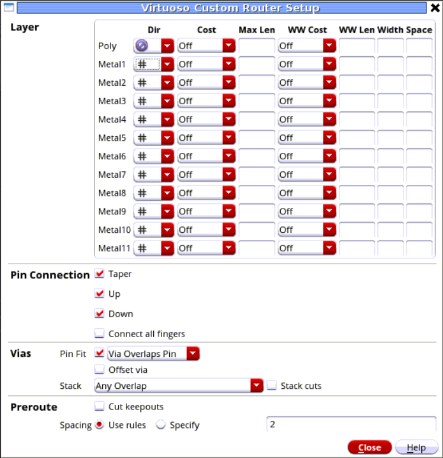 Virtuoso Custom Router Setup
Layer
Dir Cost Max Len WW Cost WW Len Width Space
Poly Off Off
Metal1 # Off Off
Metal2 # Off Off
Metal3 # Off Off
Metal4 # Off Off
Metal5 # Off Off
Metal6 # Off Off
Metal7 # Off Off
Metal8 # Off Off
Metal9 # Off Off
Metal10 # Off Off
Metal11 # Off Off
Pin Connection Taper
Up
Down
Connect all fingers
Vias Pin Fit Via Overlaps Pin
Offset via
Stack Any Overlap Stack cuts
Preroute Cut keepouts
Spacing Use rules Specify 2
Close Help